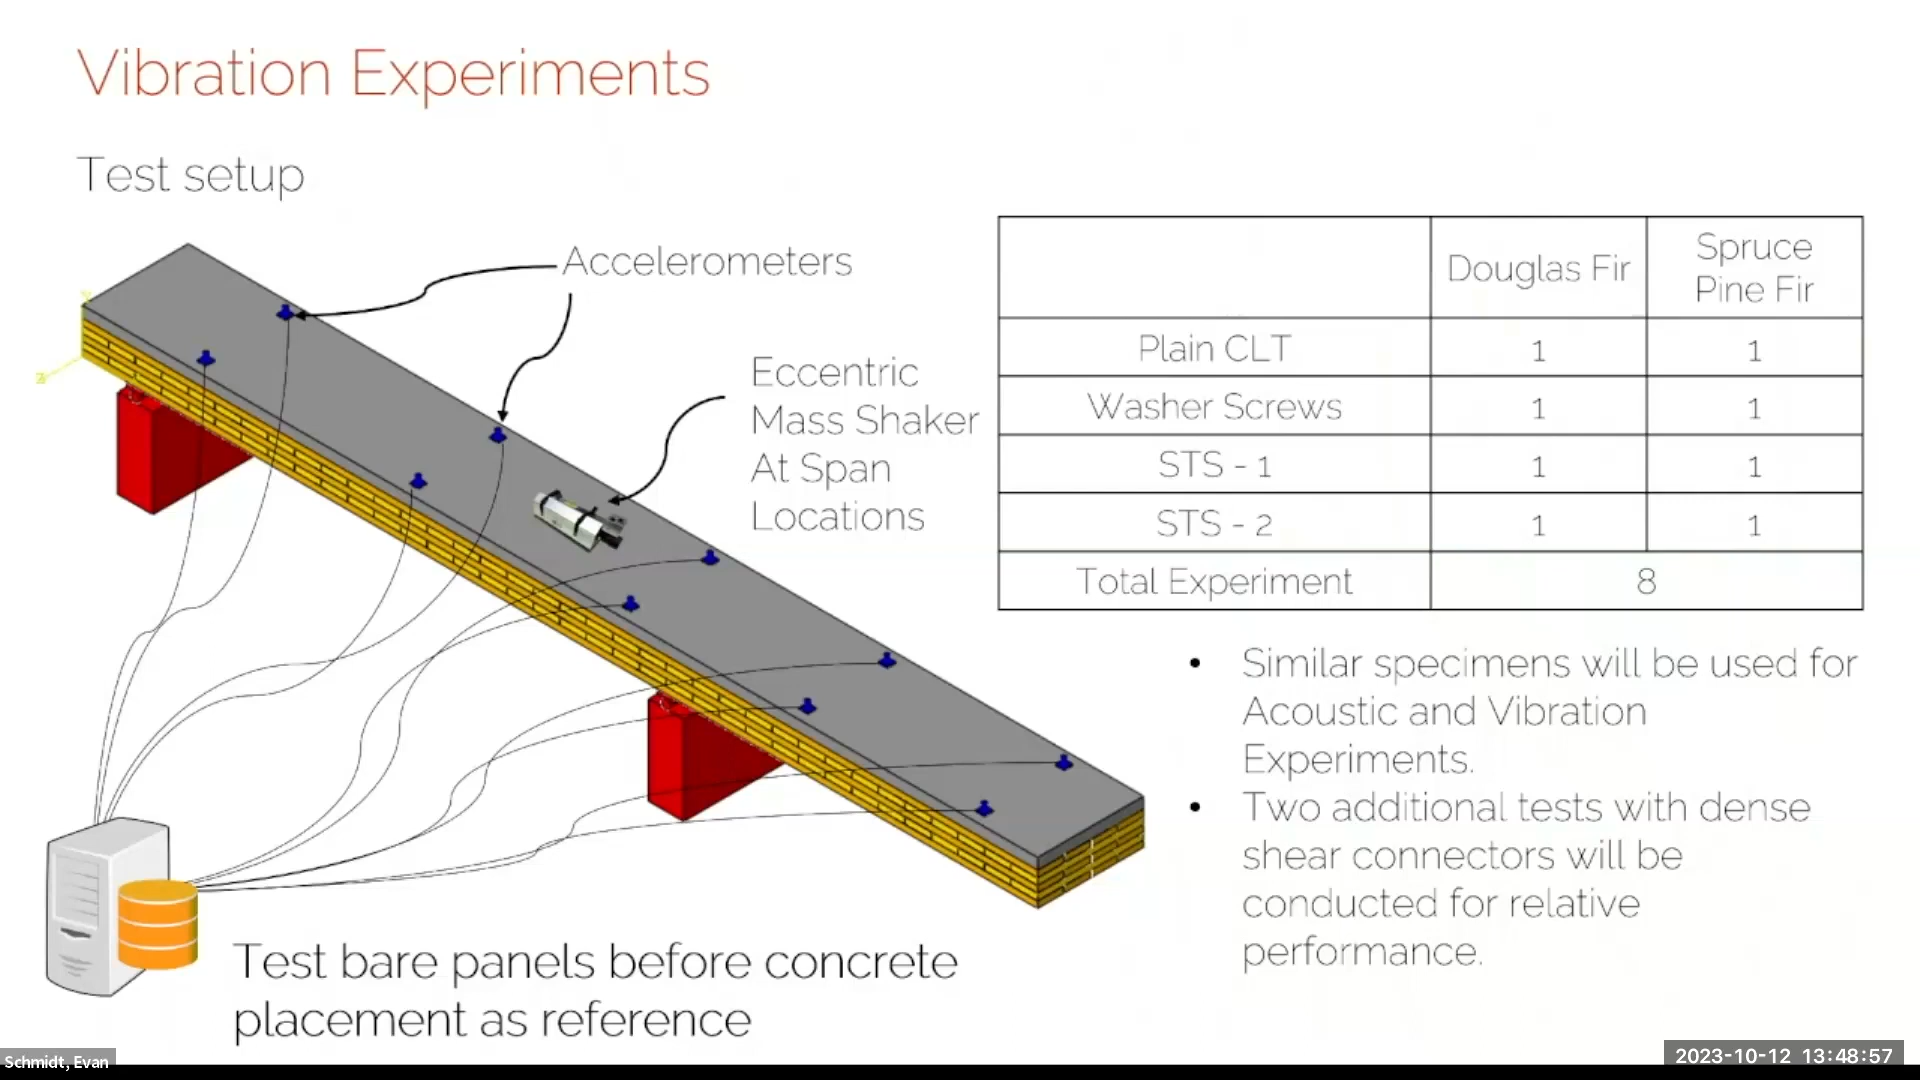 Vibration Experiments
Test setup
Accelerometers
Eccentric
Mass Shaker
At Span
Locations
Douglas Fir
Spruce
Pine Fir
Plain CLT 1 1
Washer Screws 1 1
STS - 1 1 1
STS - 2 1 1
Total Experiment 8
• Similar specimens will be used for
Acoustic and Vibration
Experiments.
• Two additional tests with dense
shear connectors will be
conducted for relative
performance.
Test bare panels before concrete
placement as reference
Schmidt, Evan
2023-10-12 13:48:57